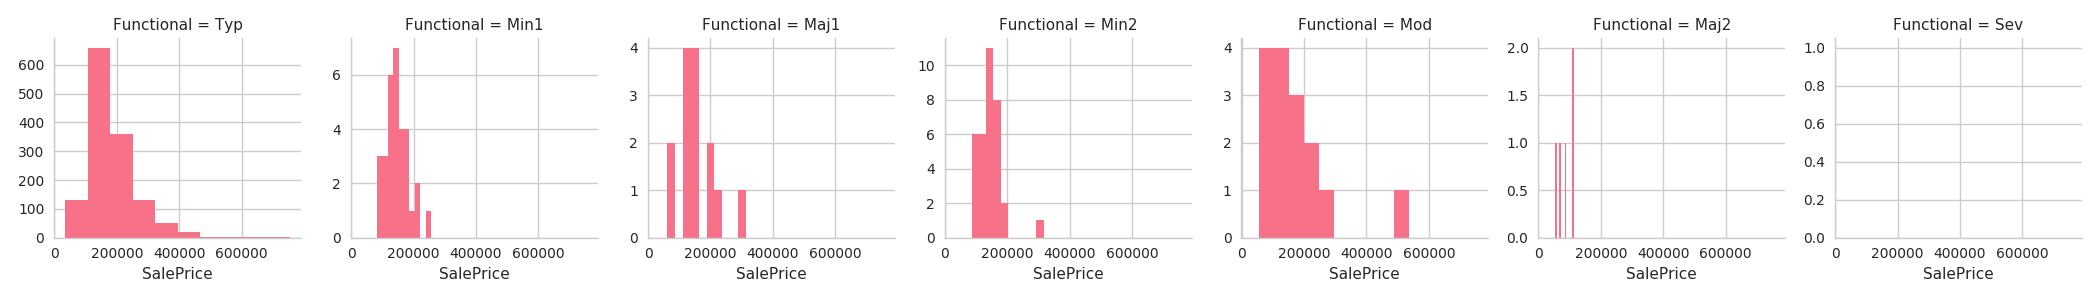 Functional = Typ
600
500
400
300
200
100
0
0 200000 400000 600000
SalePrice
Functional = Min1
6
4
2
0
0 200000 400000 600000
SalePrice
Functional = Maj1
4
3
2
1
0
0 200000 400000 600000
SalePrice
Functional = Min2
10
8
6
4
2
0
0 200000 400000 600000
SalePrice
Functional = Mod
4
3
2
1
0
0 200000 400000 600000
SalePrice
Functional = Maj2
2.0
1.5
1.0
0.5
0.0
0 200000 400000 600000
SalePrice
Functional = Sev
1.0
0.8
0.6
0.4
0.2
0.0
0 200000 400000 600000
SalePrice